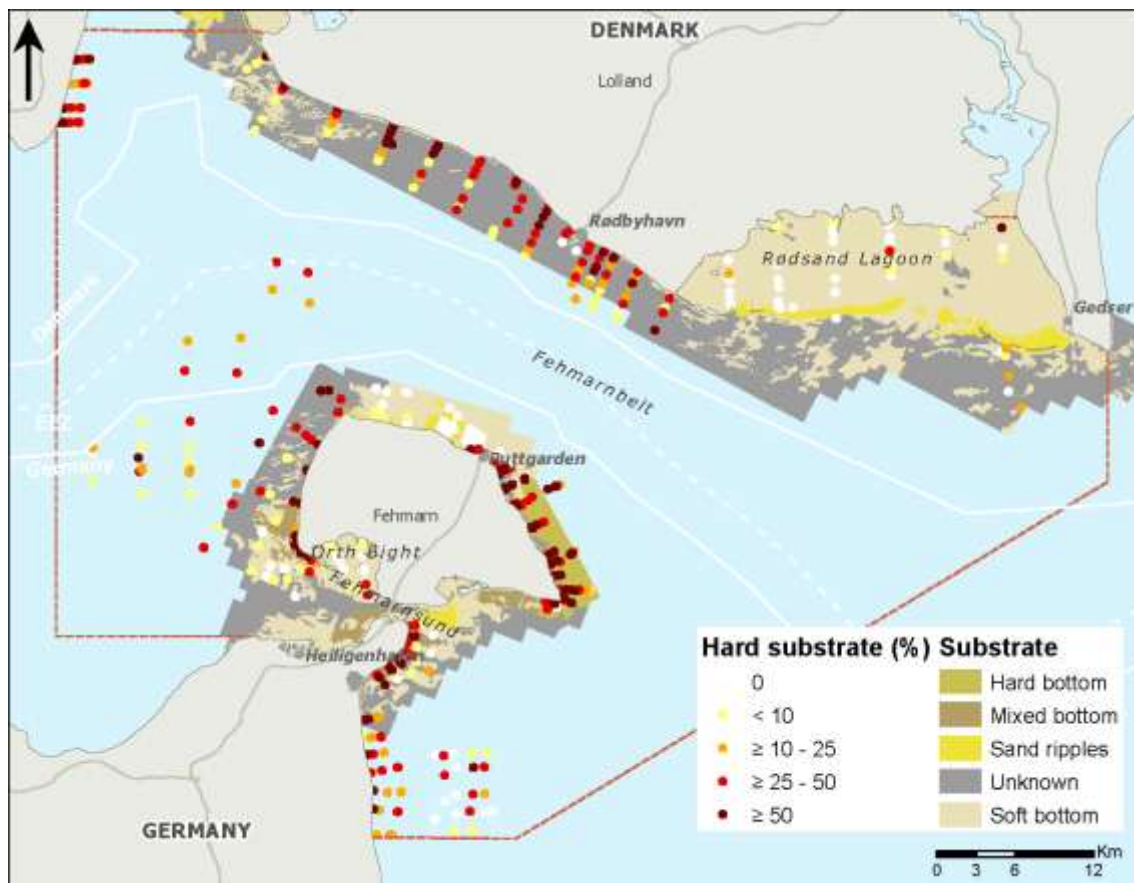 DENMARK
Lolland
Rødbyhavn
Rødsand Lagoon
Gedser
Denmark
Fehmarnbelt
EEZ
Germany
Puttgarden
Fehmarn
Orth Bight
Fehmarnsund
Heiligenhafen
GERMANY
Hard substrate (%)
0
< 10
≥ 10 - 25
≥ 25 - 50
≥ 50
Substrate
Hard bottom
Mixed bottom
Sand ripples
Unknown
Soft bottom
Km
0 3 6 12